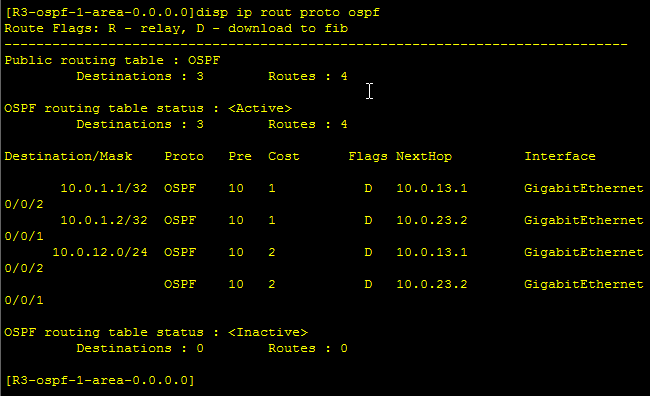 [R3-ospf-1-area-0.0.0.0]disp ip rout proto ospf
Route Flags: R - relay, D - download to fib
------------------------------------------------------------------------------
Public routing table : OSPF
         Destinations : 3        Routes : 4

OSPF routing table status : <Active>
         Destinations : 3        Routes : 4

Destination/Mask    Proto   Pre  Cost      Flags NextHop         Interface

       10.0.1.1/32  OSPF    10   1           D   10.0.13.1       GigabitEthernet
0/0/2
       10.0.1.2/32  OSPF    10   1           D   10.0.23.2       GigabitEthernet
0/0/1
      10.0.12.0/24  OSPF    10   2           D   10.0.13.1       GigabitEthernet
0/0/2
                    OSPF    10   2           D   10.0.23.2       GigabitEthernet
0/0/1

OSPF routing table status : <Inactive>
         Destinations : 0        Routes : 0

[R3-ospf-1-area-0.0.0.0]